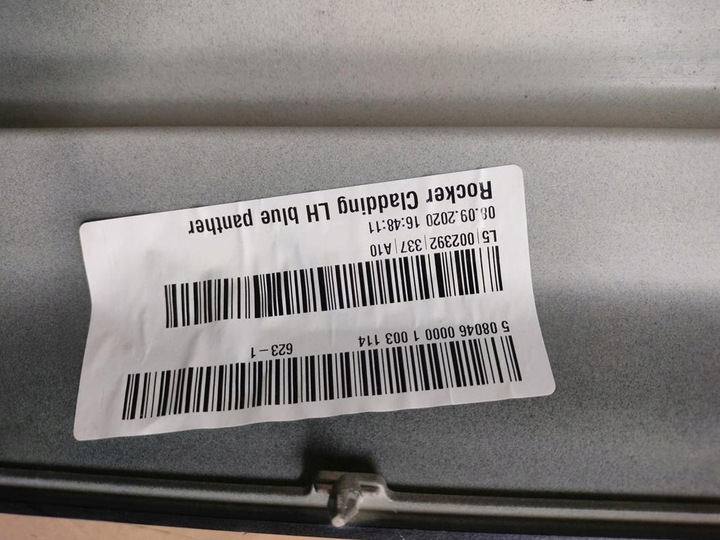 Rocker Cladding LH blue panther
08.09.2020 16:48:11
L5|002392|337|A10
5 08046 0000 1 003 114 623-1